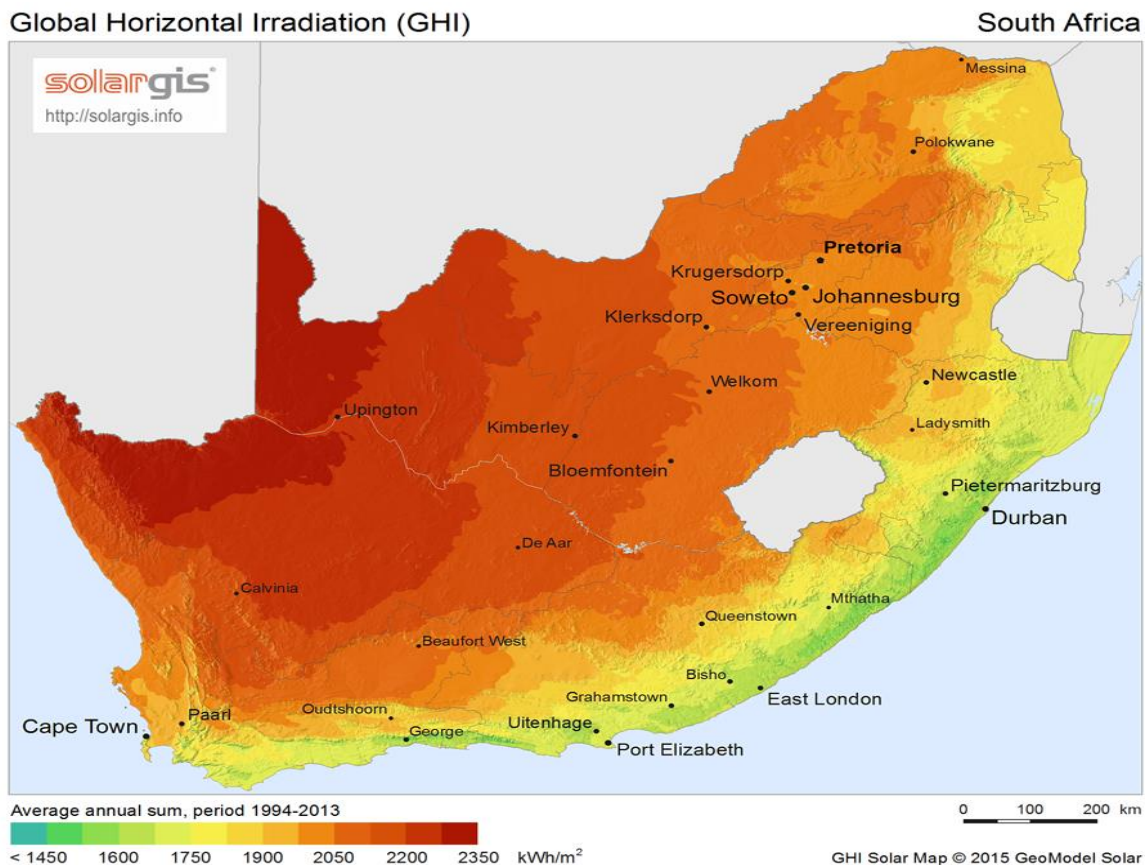 Global Horizontal Irradiation (GHI)
South Africa
solargis
http://solargis.info
Messina
Polokwane
Pretoria
Krugersdorp
Soweto
Johannesburg
Klerksdorp
Vereeniging
Welkom
Newcastle
Upington
Kimberley
Ladysmith
Bloemfontein
Pietermaritzburg
Durban
De Aar
Calvinia
Mthatha
Queenstown
Beaufort West
Bisho
Grahamstown
East London
Oudtshoorn
Paarl
Cape Town
George
Uitenhage
Port Elizabeth
Average annual sum, period 1994-2013
0 100 200 km
< 1450 1600 1750 1900 2050 2200 2350 kWh/m²
GHI Solar Map © 2015 GeoModel Solar